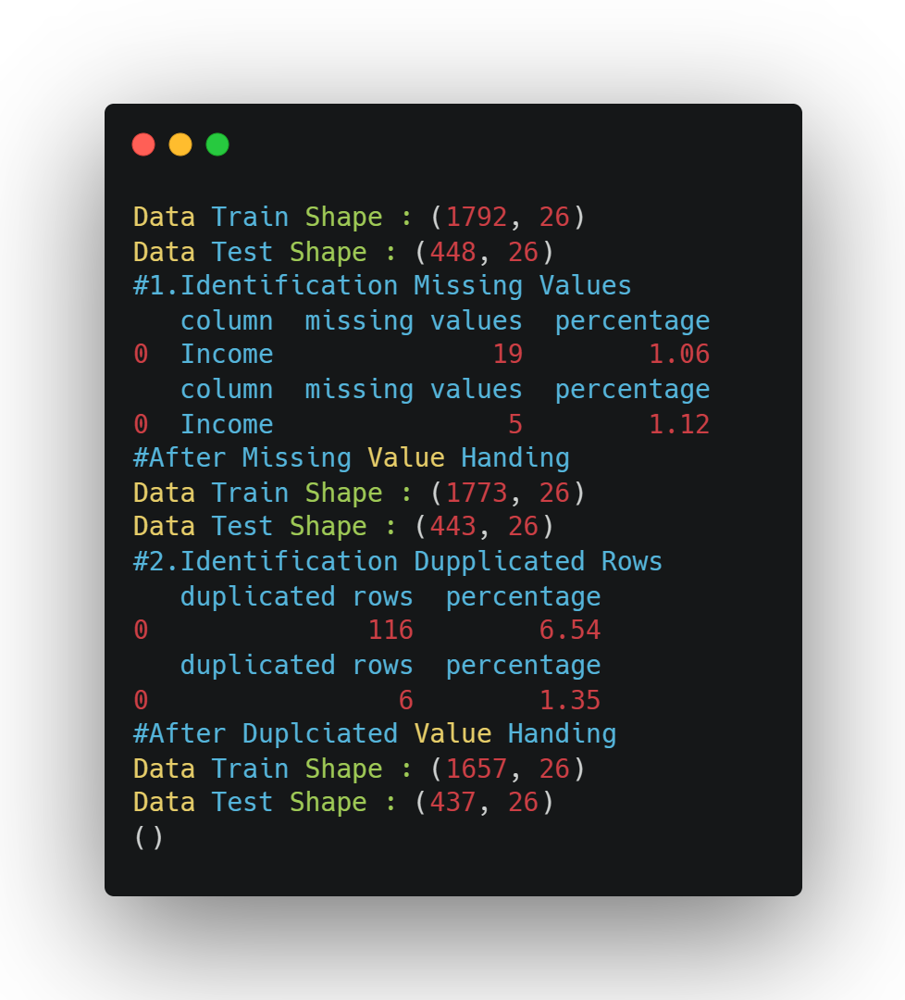 Data Train Shape : (1792, 26)
Data Test Shape : (448, 26)
#1.Identification Missing Values
   column  missing values  percentage
0  Income              19        1.06
   column  missing values  percentage
0  Income               5        1.12
#After Missing Value Handing
Data Train Shape : (1773, 26)
Data Test Shape : (443, 26)
#2.Identification Dupplicated Rows
   duplicated rows  percentage
0              116        6.54
   duplicated rows  percentage
0                6        1.35
#After Duplciated Value Handing
Data Train Shape : (1657, 26)
Data Test Shape : (437, 26)
()